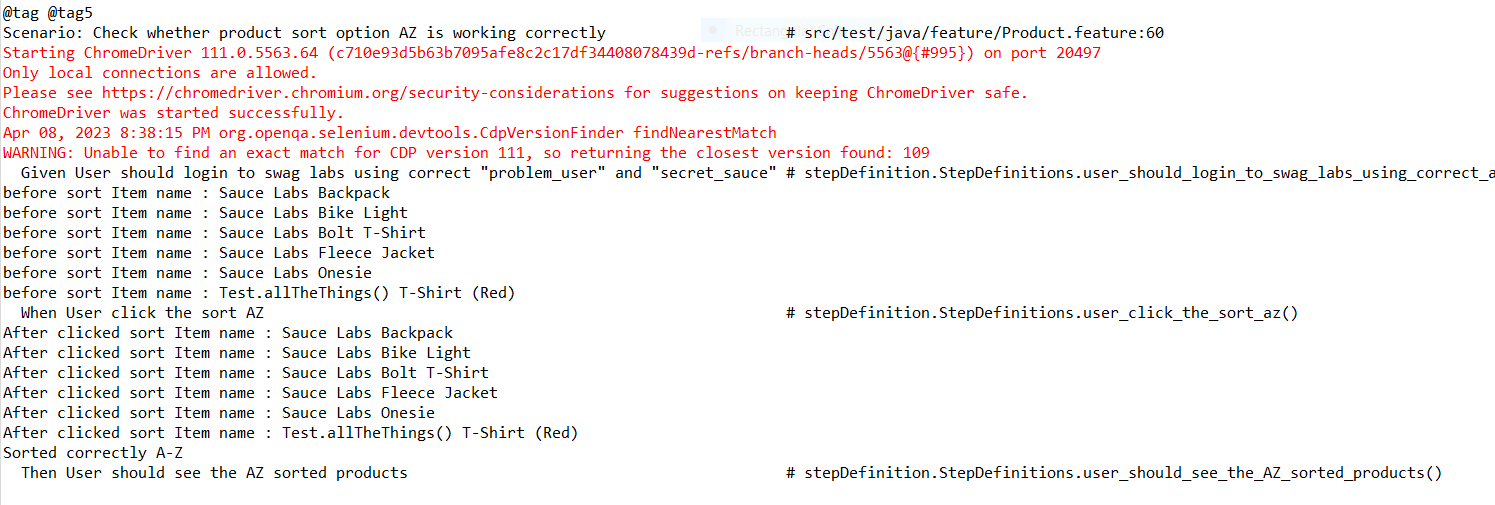 @tag @tag5
Scenario: Check whether product sort option AZ is working correctly # src/test/java/feature/Product.feature:60
Starting ChromeDriver 111.0.5563.64 (c710e93d5b63b7095afe8c2c17df34408078439d-refs/branch-heads/5563@{#995}) on port 20497
Only local connections are allowed.
Please see https://chromedriver.chromium.org/security-considerations for suggestions on keeping ChromeDriver safe.
ChromeDriver was started successfully.
Apr 08, 2023 8:38:15 PM org.openqa.selenium.devtools.CdpVersionFinder findNearestMatch
WARNING: Unable to find an exact match for CDP version 111, so returning the closest version found: 109
Given User should login to swag labs using correct "problem_user" and "secret_sauce" # stepDefinition.StepDefinitions.user_should_login_to_swag_labs_using_correct_a
before sort Item name : Sauce Labs Backpack
before sort Item name : Sauce Labs Bike Light
before sort Item name : Sauce Labs Bolt T-Shirt
before sort Item name : Sauce Labs Fleece Jacket
before sort Item name : Sauce Labs Onesie
before sort Item name : Test.allTheThings() T-Shirt (Red)
When User click the sort AZ # stepDefinition.StepDefinitions.user_click_the_sort_az()
After clicked sort Item name : Sauce Labs Backpack
After clicked sort Item name : Sauce Labs Bike Light
After clicked sort Item name : Sauce Labs Bolt T-Shirt
After clicked sort Item name : Sauce Labs Fleece Jacket
After clicked sort Item name : Sauce Labs Onesie
After clicked sort Item name : Test.allTheThings() T-Shirt (Red)
Sorted correctly A-Z
Then User should see the AZ sorted products # stepDefinition.StepDefinitions.user_should_see_the_AZ_sorted_products()